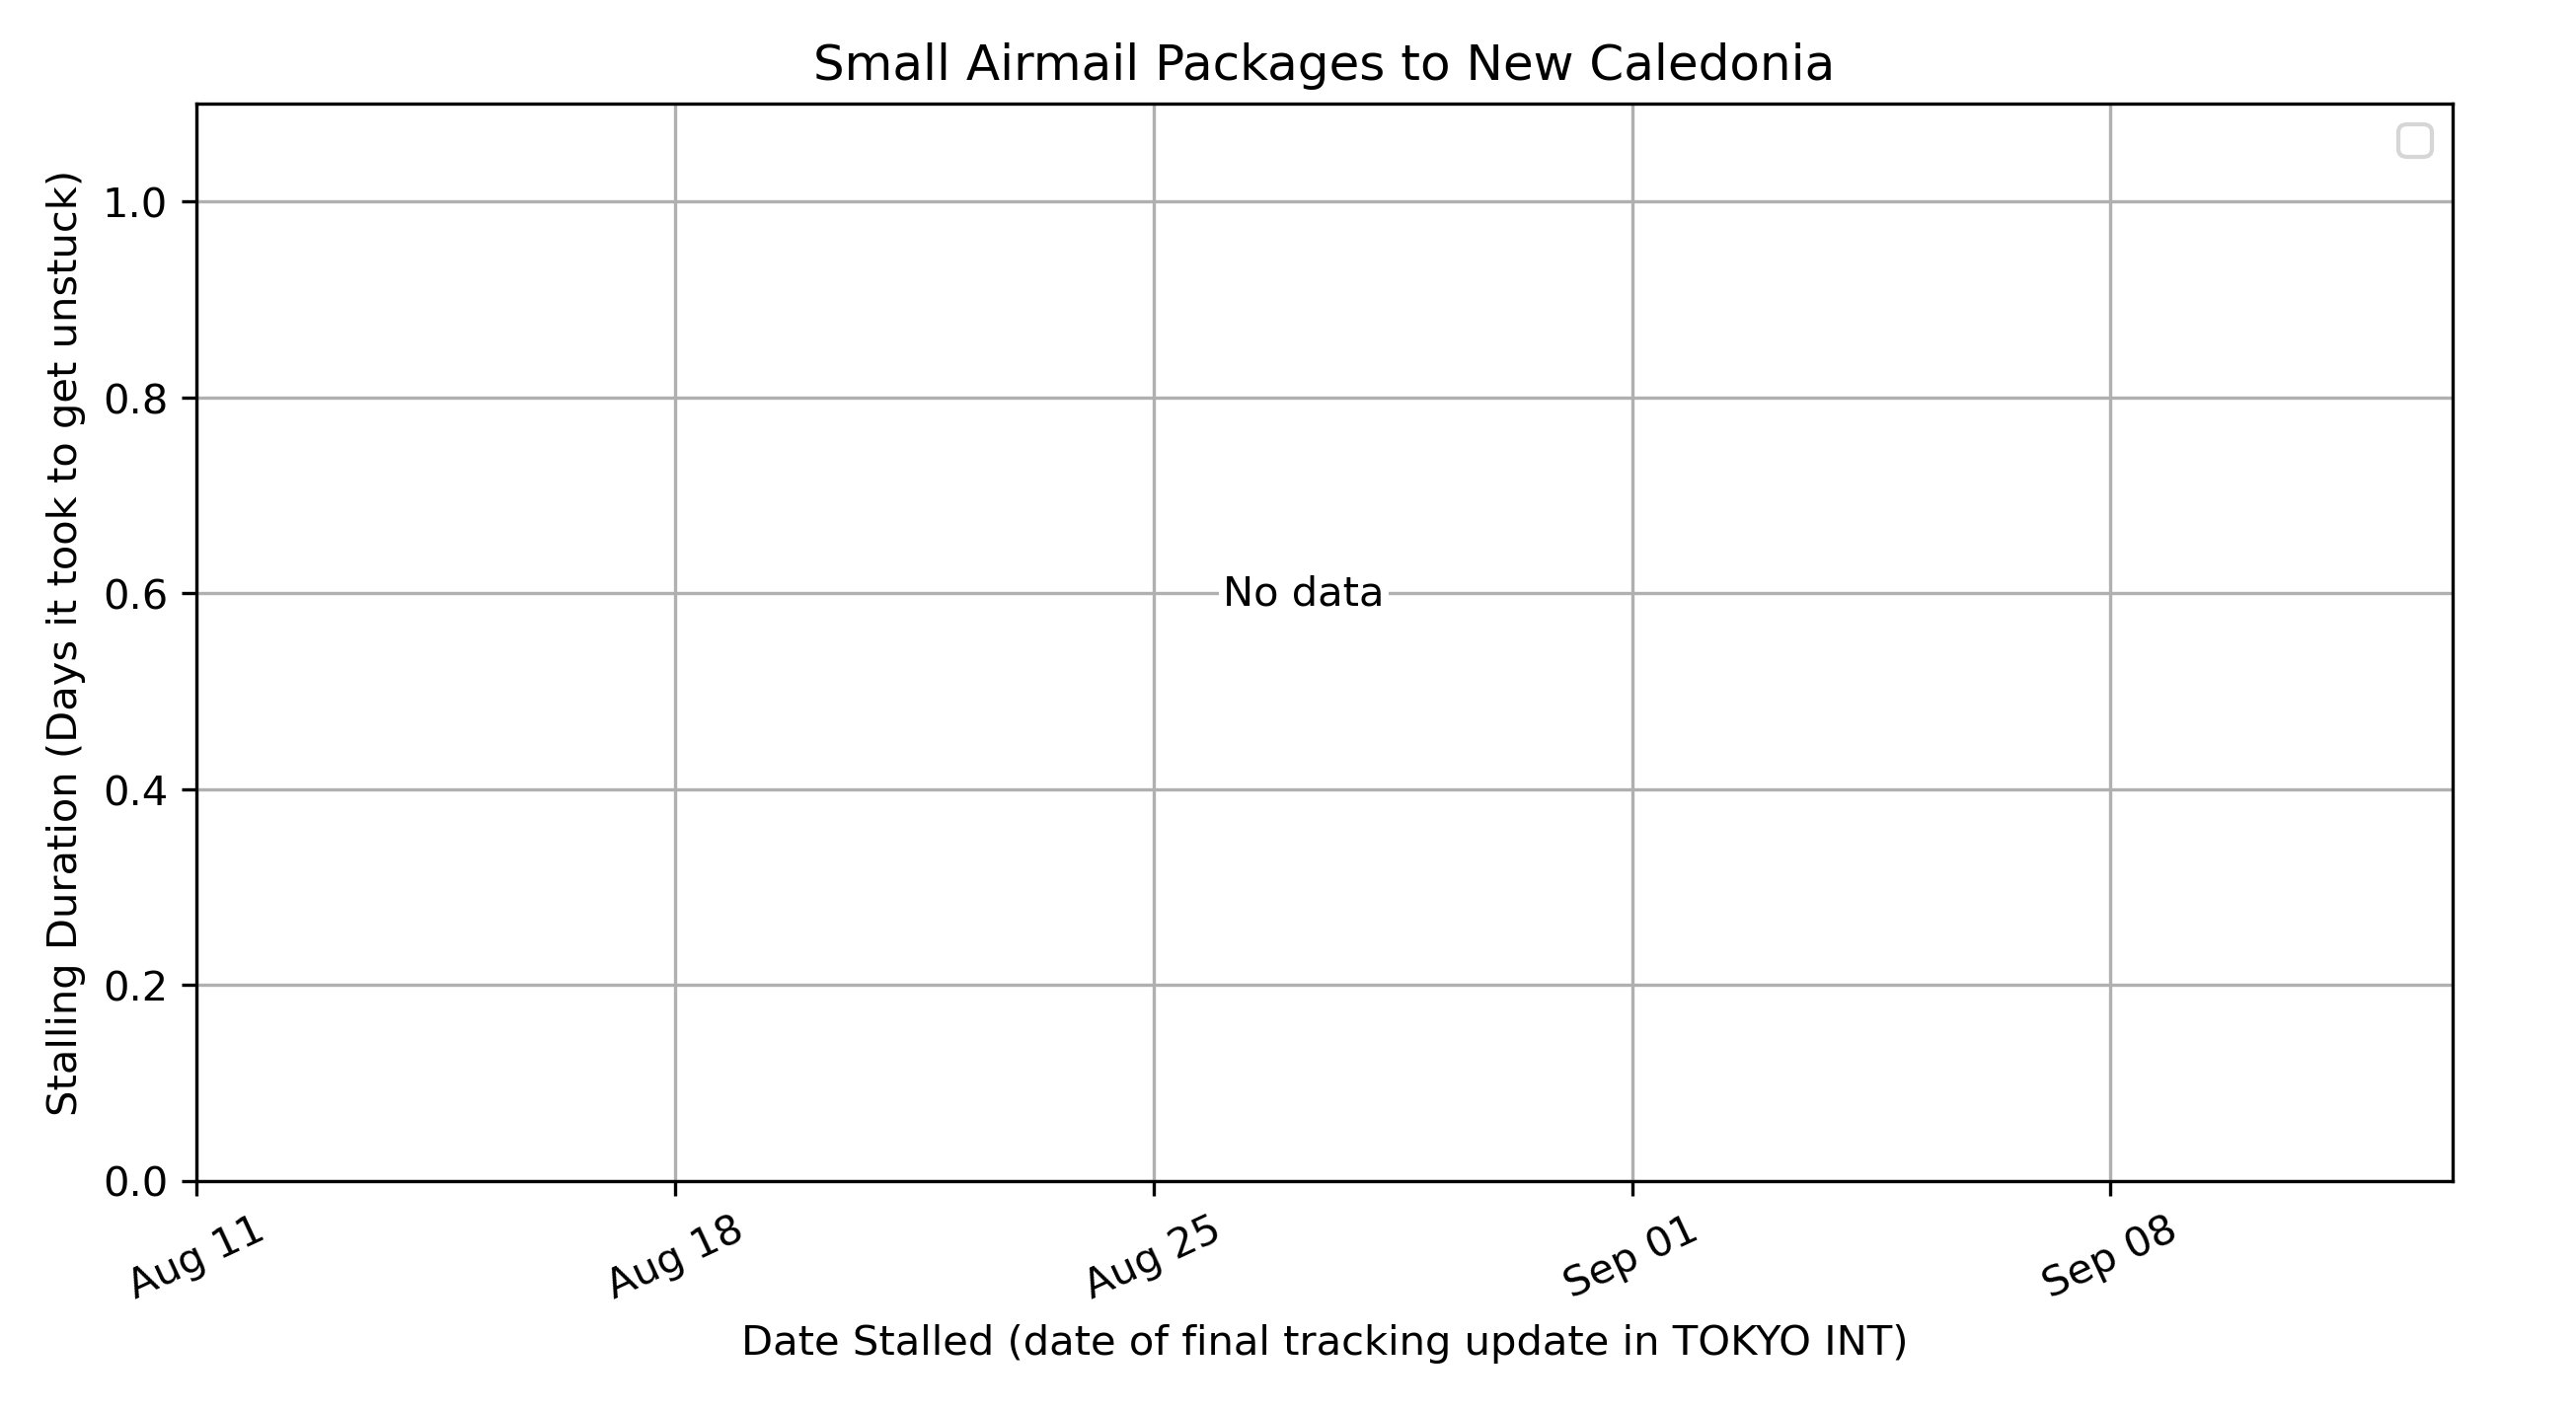 Small Airmail Packages to New Caledonia
Stalling Duration (Days it took to get unstuck)
1.0
0.8
0.6
0.4
0.2
0.0
No data
Aug 11
Aug 18
Aug 25
Sep 01
Sep 08
Date Stalled (date of final tracking update in TOKYO INT)